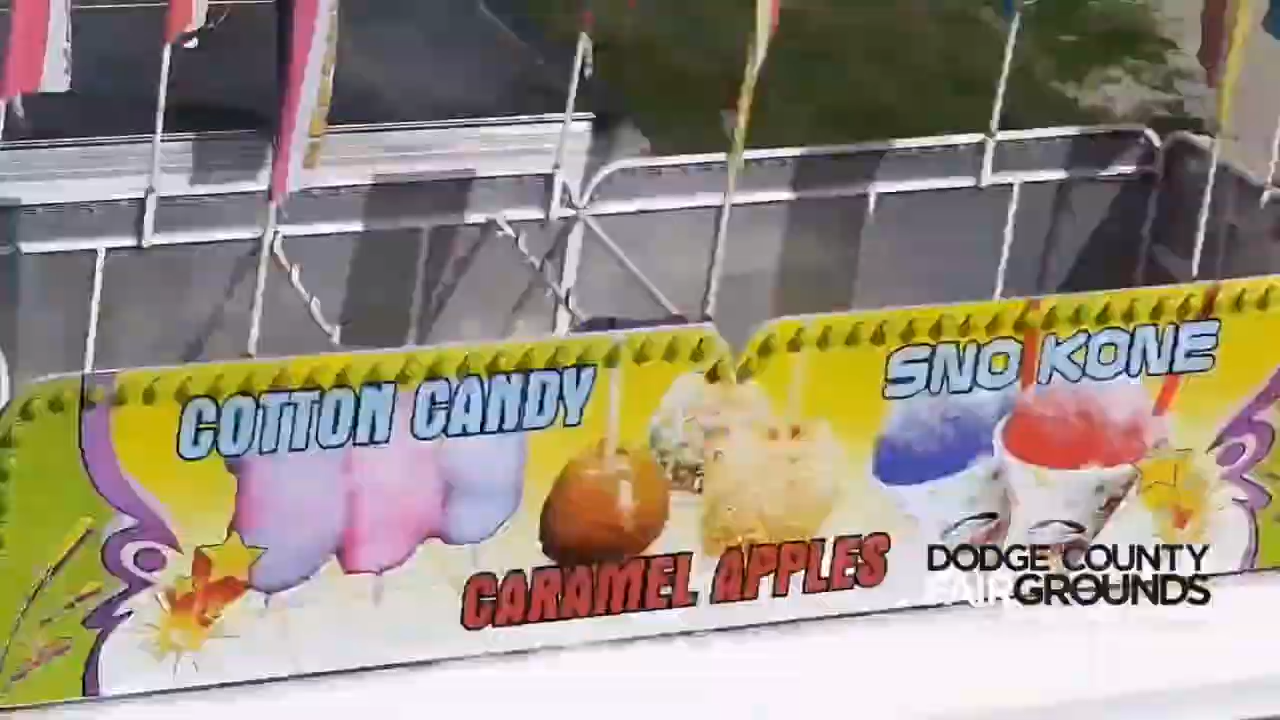 COTTON CANDY
SNO KONE
CARAMEL APPLES
DODGE COUNTY
FAIRGROUNDS